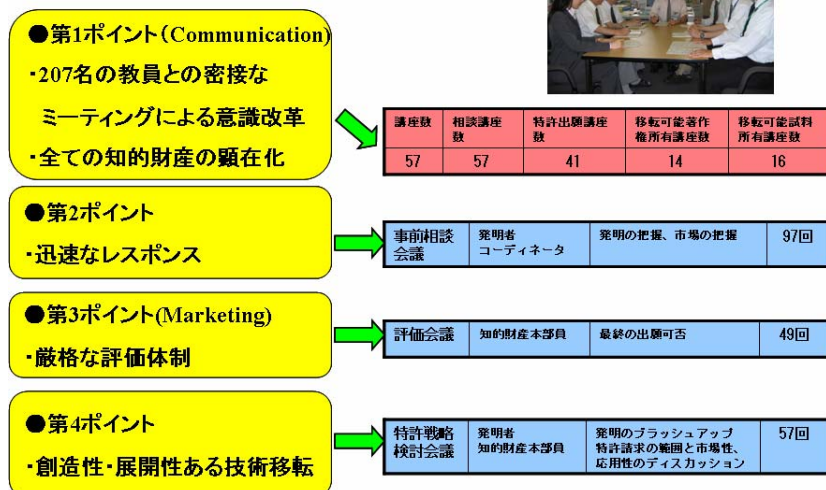 ●第1ポイント(Communication)
・207名の教員との密接な
ミーティングによる意識改革
・全ての知的財産の顕在化
講座数 相談講座数 特許出願講座数 移転可能著作権所有講座数 移転可能試料所有講座数
57 57 41 14 16
●第2ポイント
・迅速なレスポンス
事前相談会議 発明者 コーディネータ 発明の把握、市場の把握 97回
●第3ポイント(Marketing)
・厳格な評価体制
評価会議 知的財産本部員 最終の出願可否 49回
●第4ポイント
・創造性・展開性ある技術移転
特許戦略 発明者 発明のブラッシュアップ 57回
検討会議 知的財産本部員 特許請求の範囲と市場性、
応用性のディスカッション